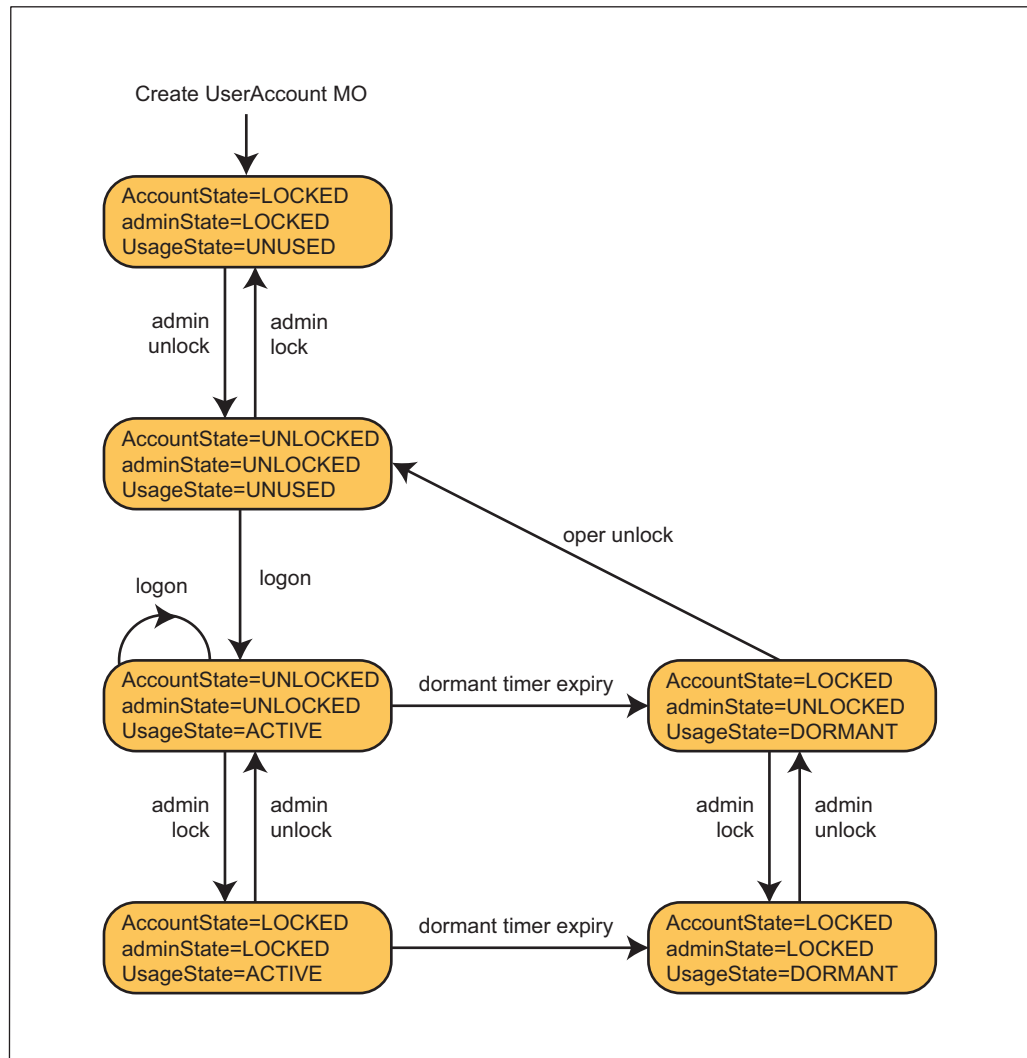 Create UserAccount MO
AccountState=LOCKED
adminState=LOCKED
UsageState=UNUSED
admin
unlock
admin
lock
AccountState=UNLOCKED
adminState=UNLOCKED
UsageState=UNUSED
oper unlock
logon
logon
AccountState=UNLOCKED
adminState=UNLOCKED
UsageState=ACTIVE
dormant timer expiry
AccountState=LOCKED
adminState=UNLOCKED
UsageState=DORMANT
admin
lock
admin
unlock
admin
lock
admin
unlock
AccountState=LOCKED
adminState=LOCKED
UsageState=ACTIVE
dormant timer expiry
AccountState=LOCKED
adminState=LOCKED
UsageState=DORMANT